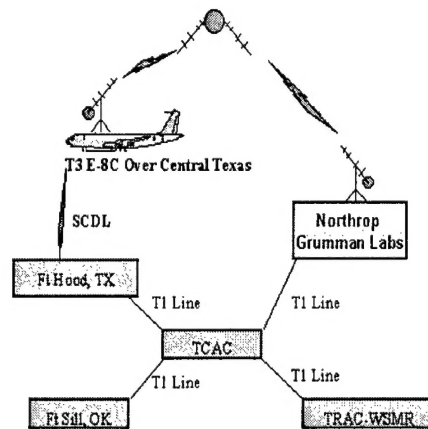 T3 E-8C Over Central Texas
SCDL
Northrop
Grumman Labs
Ft Hood, TX
T1 Line
T1 Line
TCAC
T1 Line
T1 Line
Ft Sill, OK
TRAC-WSMR